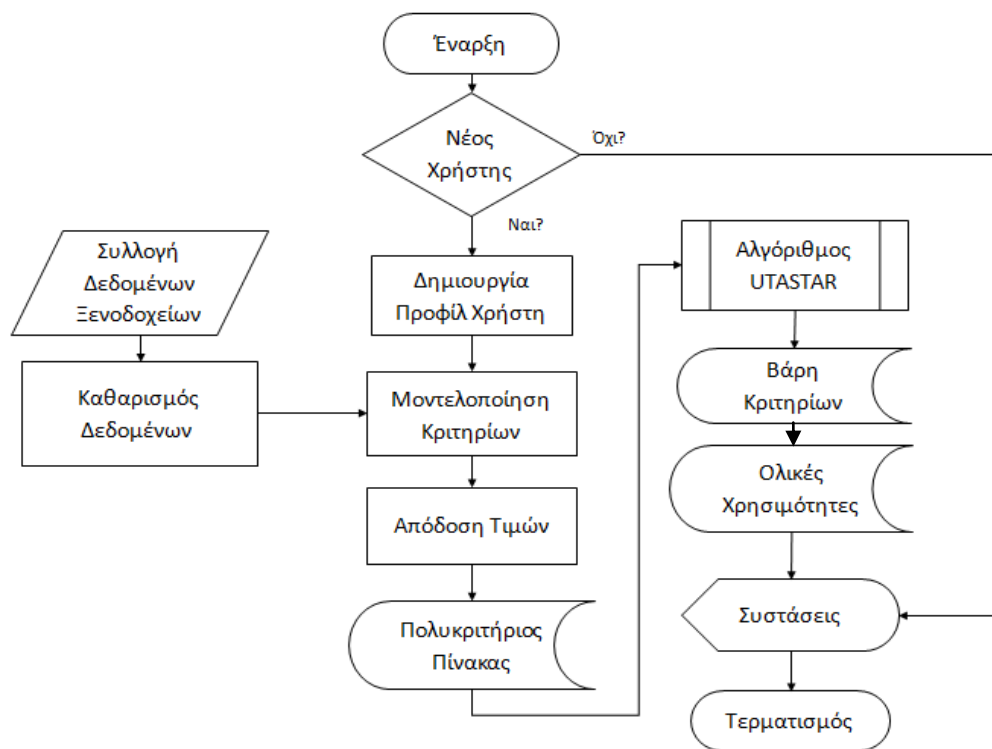 Έναρξη
Νέος
Χρήστης
Όχι?
Ναι?
Συλλογή
Δεδομένων
Ξενοδοχείων
Καθαρισμός
Δεδομένων
Δημιουργία
Προφίλ Χρήστη
Μοντελοποίηση
Κριτηρίων
Απόδοση Τιμών
Πολυκριτήριος
Πίνακας
Αλγόριθμος
UTASTAR
Βάρη
Κριτηρίων
Ολικές
Χρησιμότητες
Συστάσεις
Τερματισμός